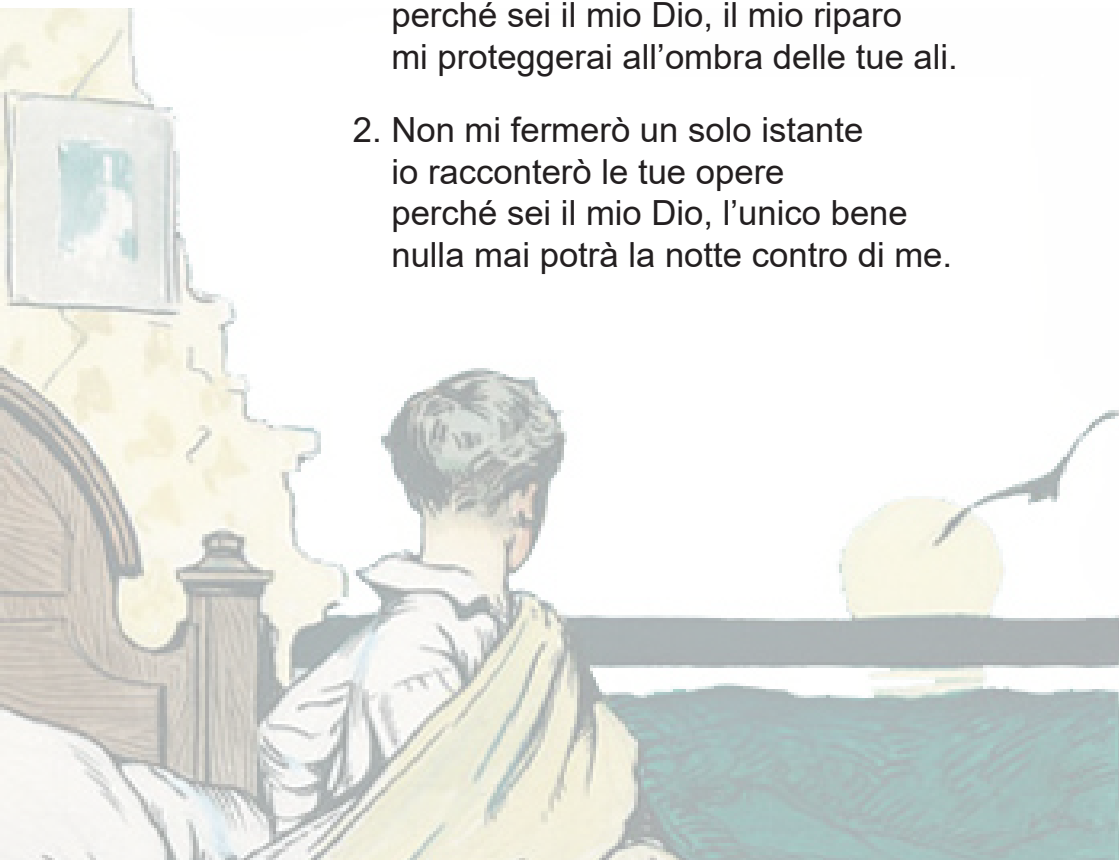 perché sei il mio Dio, il mio riparo
mi proteggerai all’ombra delle tue ali.
2. Non mi fermerò un solo istante
io racconterò le tue opere
perché sei il mio Dio, l’unico bene
nulla mai potrà la notte contro di me.